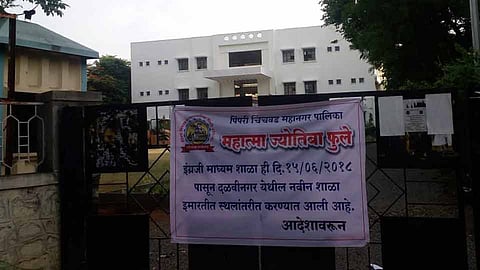 पिंपरी चिंचवड महानगर पालिका
महात्मा ज्योतिबा फुले
इंग्रजी माध्यम शाळा ही दि.१५/०६/२०१८
पासून दळवीनगर येथील नवीन शाळा
इमारतीत स्थलांतरीत करण्यात आली आहे.
आदेशावरून